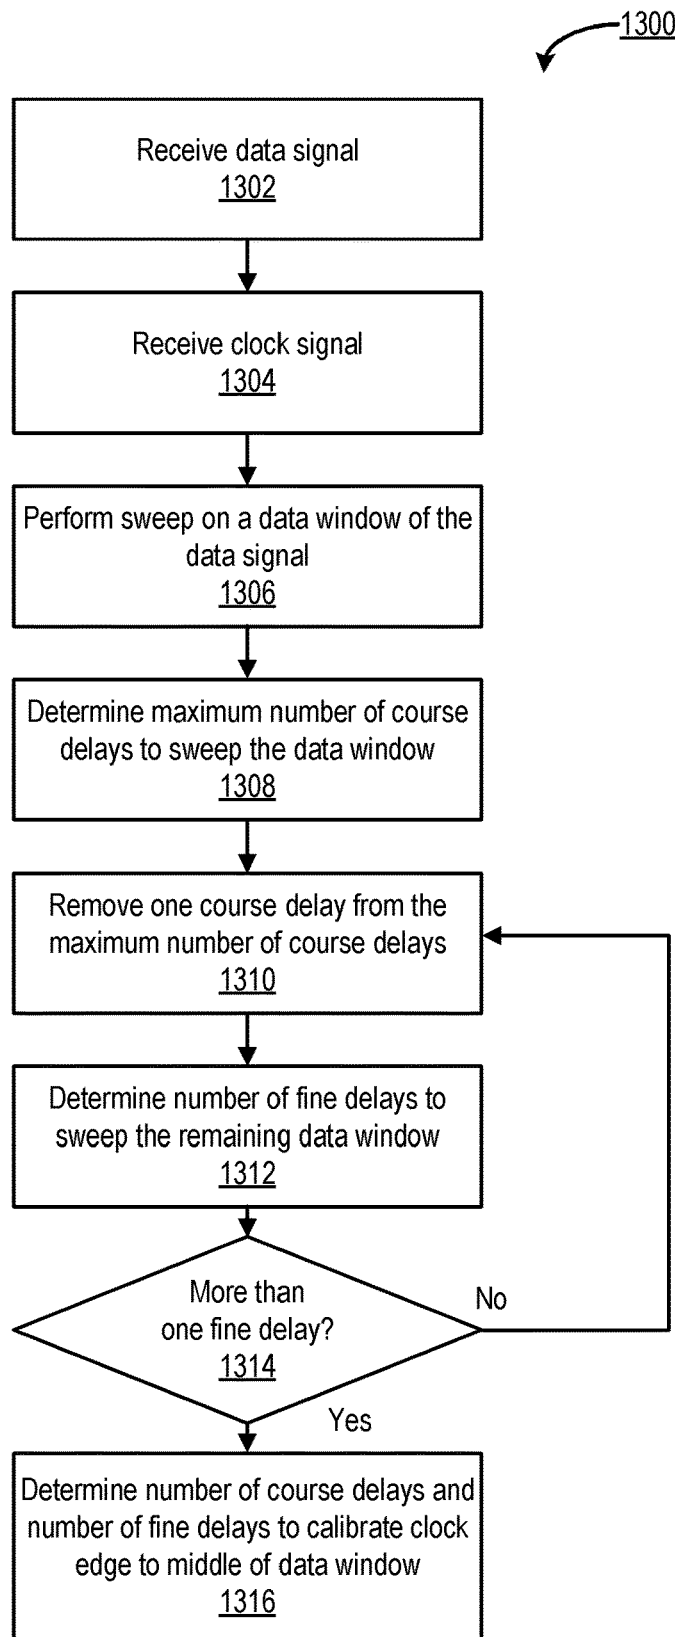 1300
Receive data signal
1302
Receive clock signal
1304
Perform sweep on a data window of the
data signal
1306
Determine maximum number of course
delays to sweep the data window
1308
Remove one course delay from the
maximum number of course delays
1310
Determine number of fine delays to
sweep the remaining data window
1312
More than
one fine delay?
1314
No
Yes
Determine number of course delays and
number of fine delays to calibrate clock
edge to middle of data window
1316